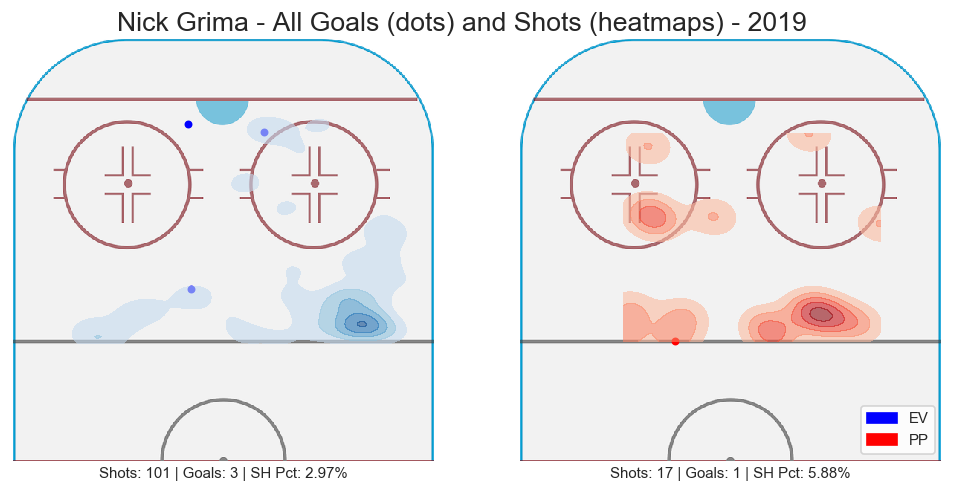 Nick Grima - All Goals (dots) and Shots (heatmaps) - 2019
EV
PP
Shots: 101 | Goals: 3 | SH Pct: 2.97%
Shots: 17 | Goals: 1 | SH Pct: 5.88%